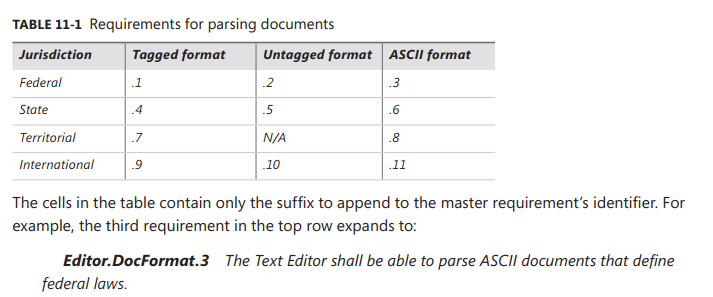 TABLE 11-1 Requirements for parsing documents
Jurisdiction Tagged format Untagged format ASCII format
Federal .1 .2 .3
State .4 .5 .6
Territorial .7 N/A .8
International .9 .10 .11
The cells in the table contain only the suffix to append to the master requirement’s identifier. For
example, the third requirement in the top row expands to:
Editor.DocFormat.3 The Text Editor shall be able to parse ASCII documents that define
federal laws.